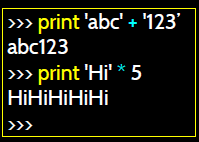 >>> print 'abc' + '123’
abc123
>>> print 'Hi' * 5
HiHiHiHiHi
>>>